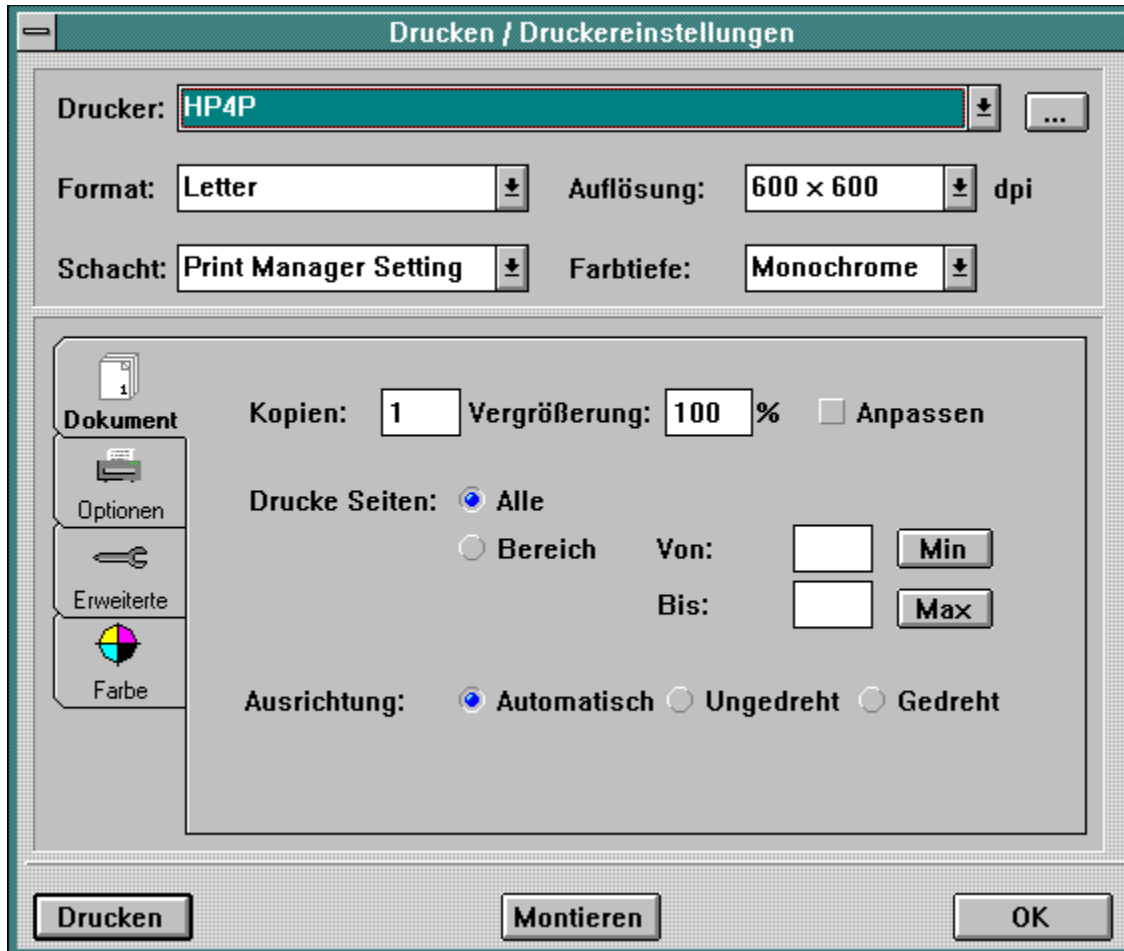 Drucken / Druckereinstellungen
Drucker: HP4P ...
Format: Letter Auflösung: 600 × 600 dpi
Schacht: Print Manager Setting Farbtiefe: Monochrome
1
Dokument
Optionen
Erweiterte
Farbe
Kopien: 1 Vergrößerung: 100 % Anpassen
Drucke Seiten: Alle
Bereich Von: Min
Bis: Max
Ausrichtung: Automatisch Ungedreht Gedreht
Drucken Montieren OK